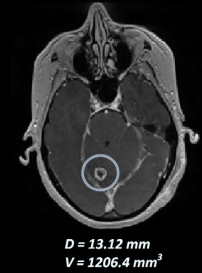 D = 13.12 mm
V = 1206.4 mm³